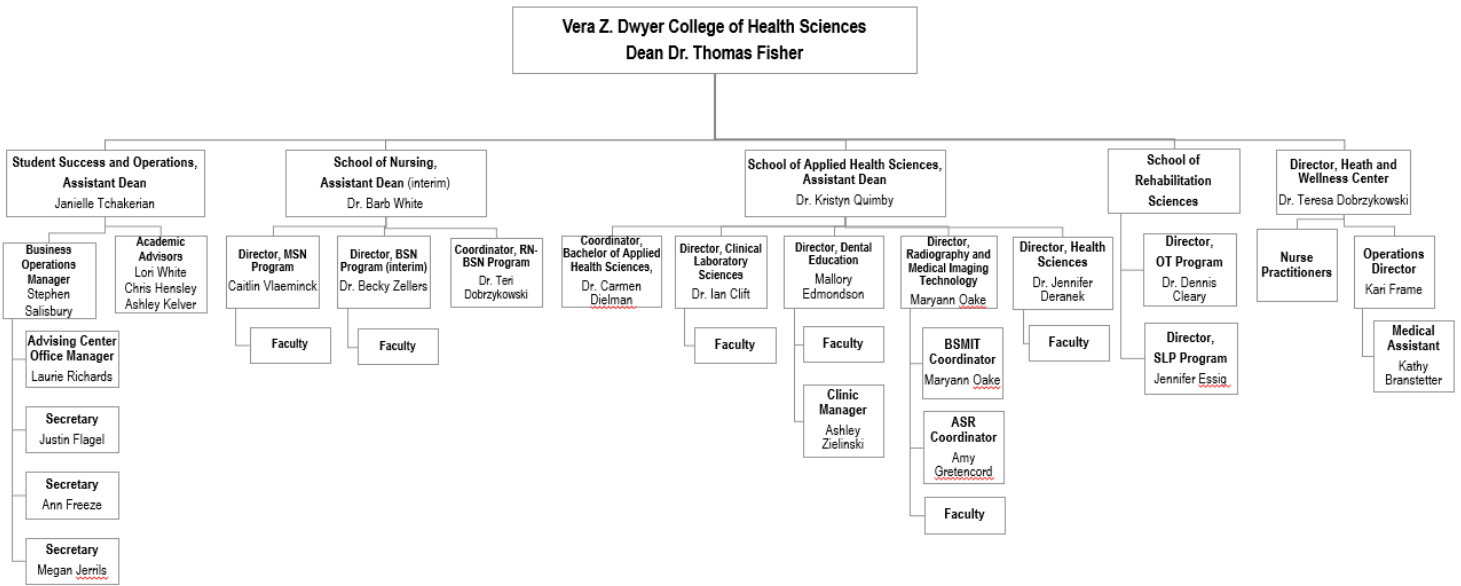 Vera Z. Dwyer College of Health Sciences
Dean Dr. Thomas Fisher
Student Success and Operations,
Assistant Dean
Janielle Tchakerian
School of Nursing,
Assistant Dean (interim)
Dr. Barb White
School of Applied Health Sciences,
Assistant Dean
Dr. Kristyn Quimby
School of
Rehabilitation
Sciences
Director, Heath and
Wellness Center
Dr. Teresa Dobrzykowski
Business
Operations
Manager
Stephen
Salisbury
Academic
Advisors
Lori White
Chris Hensley
Ashley Kelver
Director, MSN
Program
Caitlin Vlaeminck
Director, BSN
Program (interim)
Dr. Becky Zellers
Coordinator, RN-
BSN Program
Dr. Teri
Dobrzykowski
Coordinator,
Bachelor of Applied
Health Sciences,
Dr. Carmen
Dielman
Director, Clinical
Laboratory
Sciences
Dr. Ian Clift
Director, Dental
Education
Mallory
Edmondson
Director,
Radiography and
Medical Imaging
Technology
Maryann Oake
Director, Health
Sciences
Dr. Jennifer
Deranek
Director,
OT Program
Dr. Dennis
Cleary
Nurse
Practitioners
Operations
Director
Kari Frame
Advising Center
Office Manager
Laurie Richards
Faculty
Faculty
Faculty
Faculty
BSMIT
Coordinator
Maryann Oake
Faculty
Director,
SLP Program
Jennifer Essig
Medical
Assistant
Kathy
Branstetter
Secretary
Justin Flagel
Clinic
Manager
Ashley
Zielinski
ASR
Coordinator
Amy
Gretencord
Secretary
Ann Freeze
Faculty
Secretary
Megan Jerrils